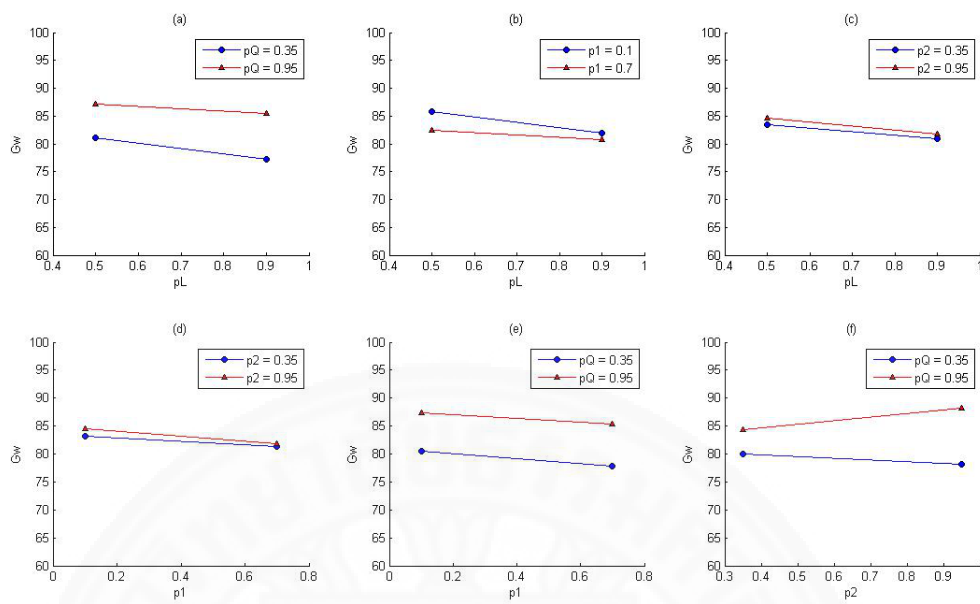 (a)
100
95
90
85
80
75
70
65
60
Gw
0.4 0.5 0.6 0.7 0.8 0.9 1
pL
pQ = 0.35
pQ = 0.95
(b)
100
95
90
85
80
75
70
65
60
Gw
0.4 0.5 0.6 0.7 0.8 0.9 1
pL
p1 = 0.1
p1 = 0.7
(c)
100
95
90
85
80
75
70
65
60
Gw
0.4 0.5 0.6 0.7 0.8 0.9 1
pL
p2 = 0.35
p2 = 0.95
(d)
100
95
90
85
80
75
70
65
60
Gw
0 0.2 0.4 0.6 0.8
p1
p2 = 0.35
p2 = 0.95
(e)
100
95
90
85
80
75
70
65
60
Gw
0 0.2 0.4 0.6 0.8
p1
pQ = 0.35
pQ = 0.95
(f)
100
95
90
85
80
75
70
65
60
Gw
0.3 0.4 0.5 0.6 0.7 0.8 0.9
p2
pQ = 0.35
pQ = 0.95